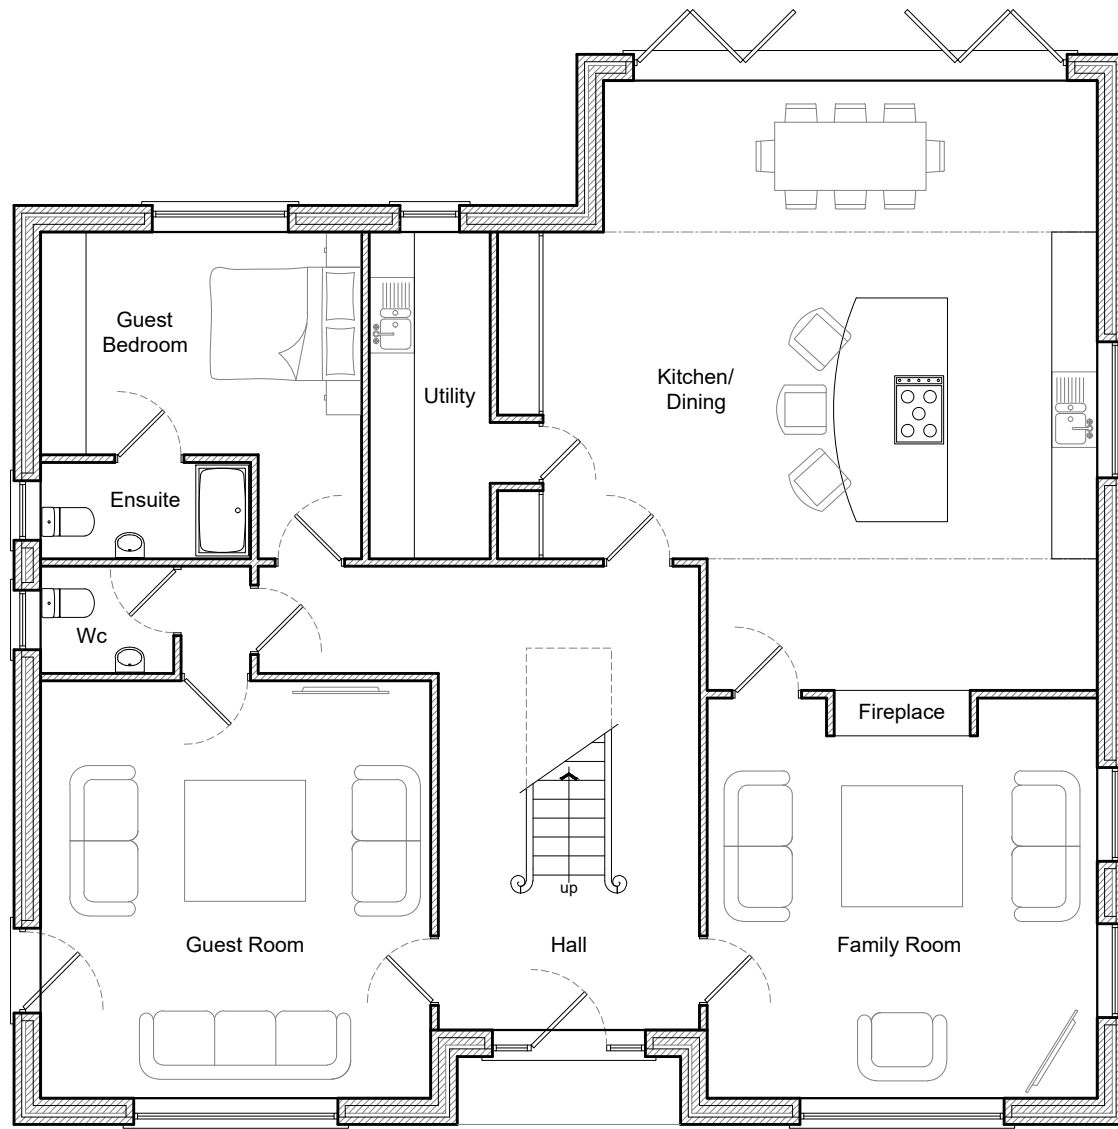 Guest
Bedroom
Utility
Kitchen/
Dining
Ensuite
Wc
Fireplace
up
Guest Room
Hall
Family Room